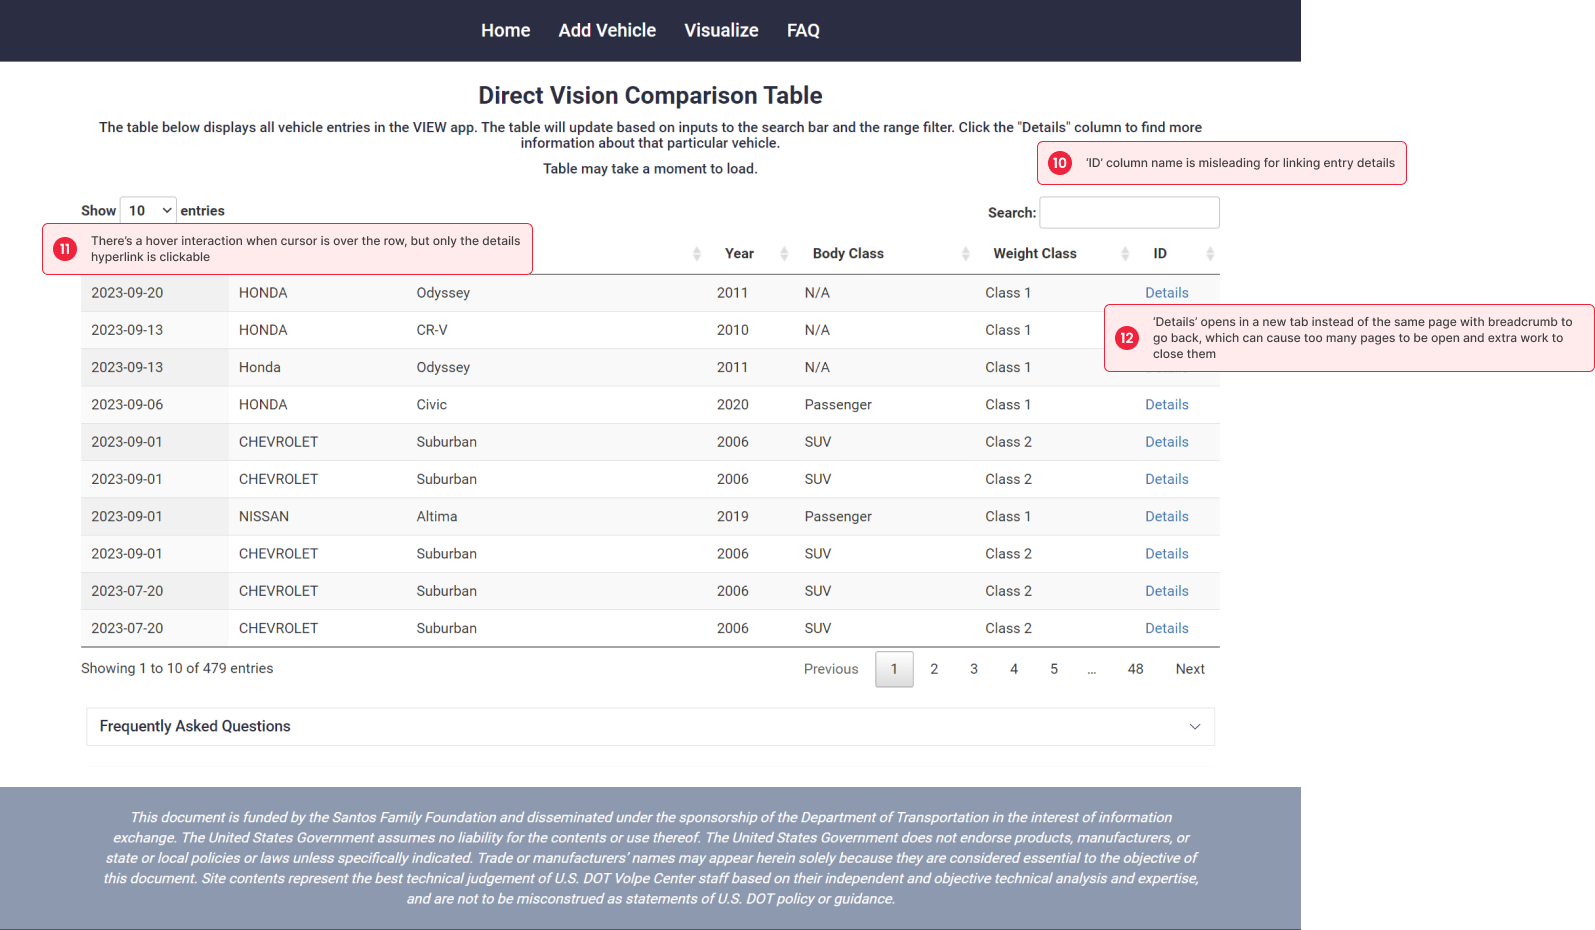 Home Add Vehicle Visualize FAQ
Direct Vision Comparison Table
The table below displays all vehicle entries in the VIEW app. The table will update based on inputs to the search bar and the range filter. Click the "Details" column to find more
information about that particular vehicle.
Table may take a moment to load.
10 ‘ID’ column name is misleading for linking entry details
Show 10 entries
Search:
11 There’s a hover interaction when cursor is over the row, but only the details
hyperlink is clickable
Year Body Class Weight Class ID
2023-09-20 HONDA Odyssey 2011 N/A Class 1 Details
12 ‘Details’ opens in a new tab instead of the same page with breadcrumb to
go back, which can cause too many pages to be open and extra work to
close them
2023-09-13 HONDA CR-V 2010 N/A Class 1
2023-09-13 Honda Odyssey 2011 N/A Class 1
2023-09-06 HONDA Civic 2020 Passenger Class 1 Details
2023-09-01 CHEVROLET Suburban 2006 SUV Class 2 Details
2023-09-01 CHEVROLET Suburban 2006 SUV Class 2 Details
2023-09-01 NISSAN Altima 2019 Passenger Class 1 Details
2023-09-01 CHEVROLET Suburban 2006 SUV Class 2 Details
2023-07-20 CHEVROLET Suburban 2006 SUV Class 2 Details
2023-07-20 CHEVROLET Suburban 2006 SUV Class 2 Details
Showing 1 to 10 of 479 entries
Previous 1 2 3 4 5 … 48 Next
Frequently Asked Questions
This document is funded by the Santos Family Foundation and disseminated under the sponsorship of the Department of Transportation in the interest of information
exchange. The United States Government assumes no liability for the contents or use thereof. The United States Government does not endorse products, manufacturers, or
state or local policies or laws unless specifically indicated. Trade or manufacturers’ names may appear herein solely because they are considered essential to the objective of
this document. Site contents represent the best technical judgement of U.S. DOT Volpe Center staff based on their independent and objective technical analysis and expertise,
and are not to be misconstrued as statements of U.S. DOT policy or guidance.